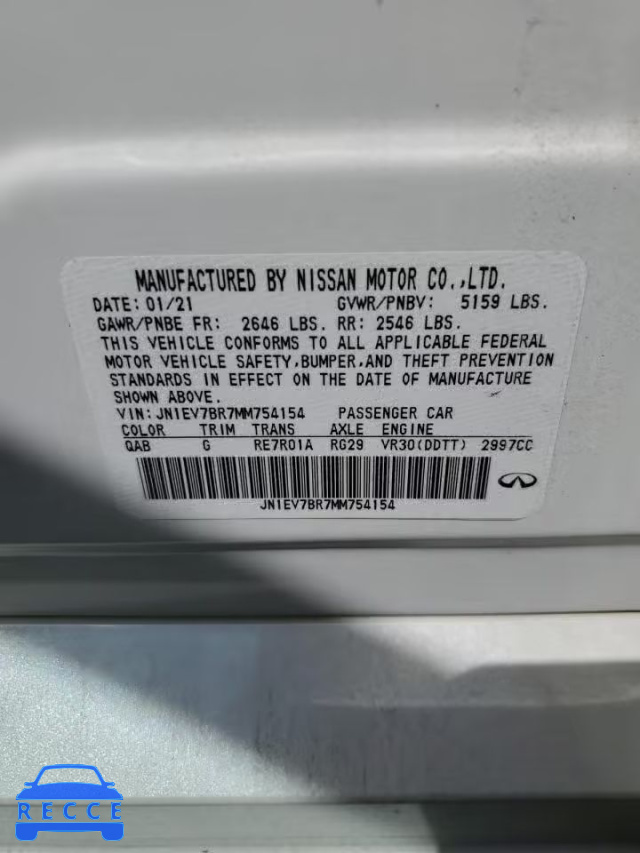 MANUFACTURED BY NISSAN MOTOR CO.,LTD.
DATE: 01/21 GVWR/PNBV: 5159 LBS.
GAWR/PNBE FR: 2646 LBS. RR: 2546 LBS.
THIS VEHICLE CONFORMS TO ALL APPLICABLE FEDERAL
MOTOR VEHICLE SAFETY,BUMPER,AND THEFT PREVENTION
STANDARDS IN EFFECT ON THE DATE OF MANUFACTURE
SHOWN ABOVE.
VIN:JN1EV7BR7MM754154 PASSENGER CAR
COLOR TRIM TRANS AXLE ENGINE
QAB G RE7R01A RG29 VR30(DDTT) 2997CC
JN1EV7BR7MM754154
RECCE